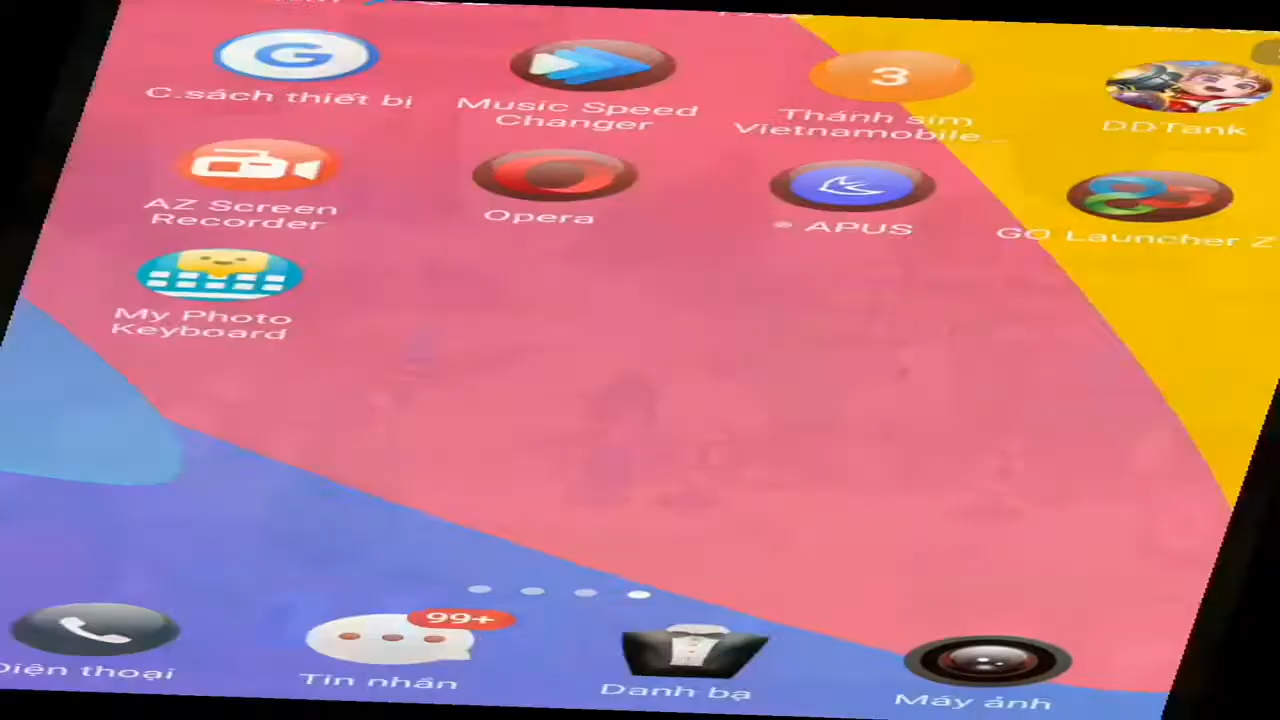 G
C.sách thiết bị
Music Speed
Changer
3
Thánh sim
Vietnamobile...
DDTank
AZ Screen
Recorder
Opera
APUS
GO Launcher Z
My Photo
Keyboard
99+
Điện thoại
Tin nhắn
Danh bạ
Máy ảnh